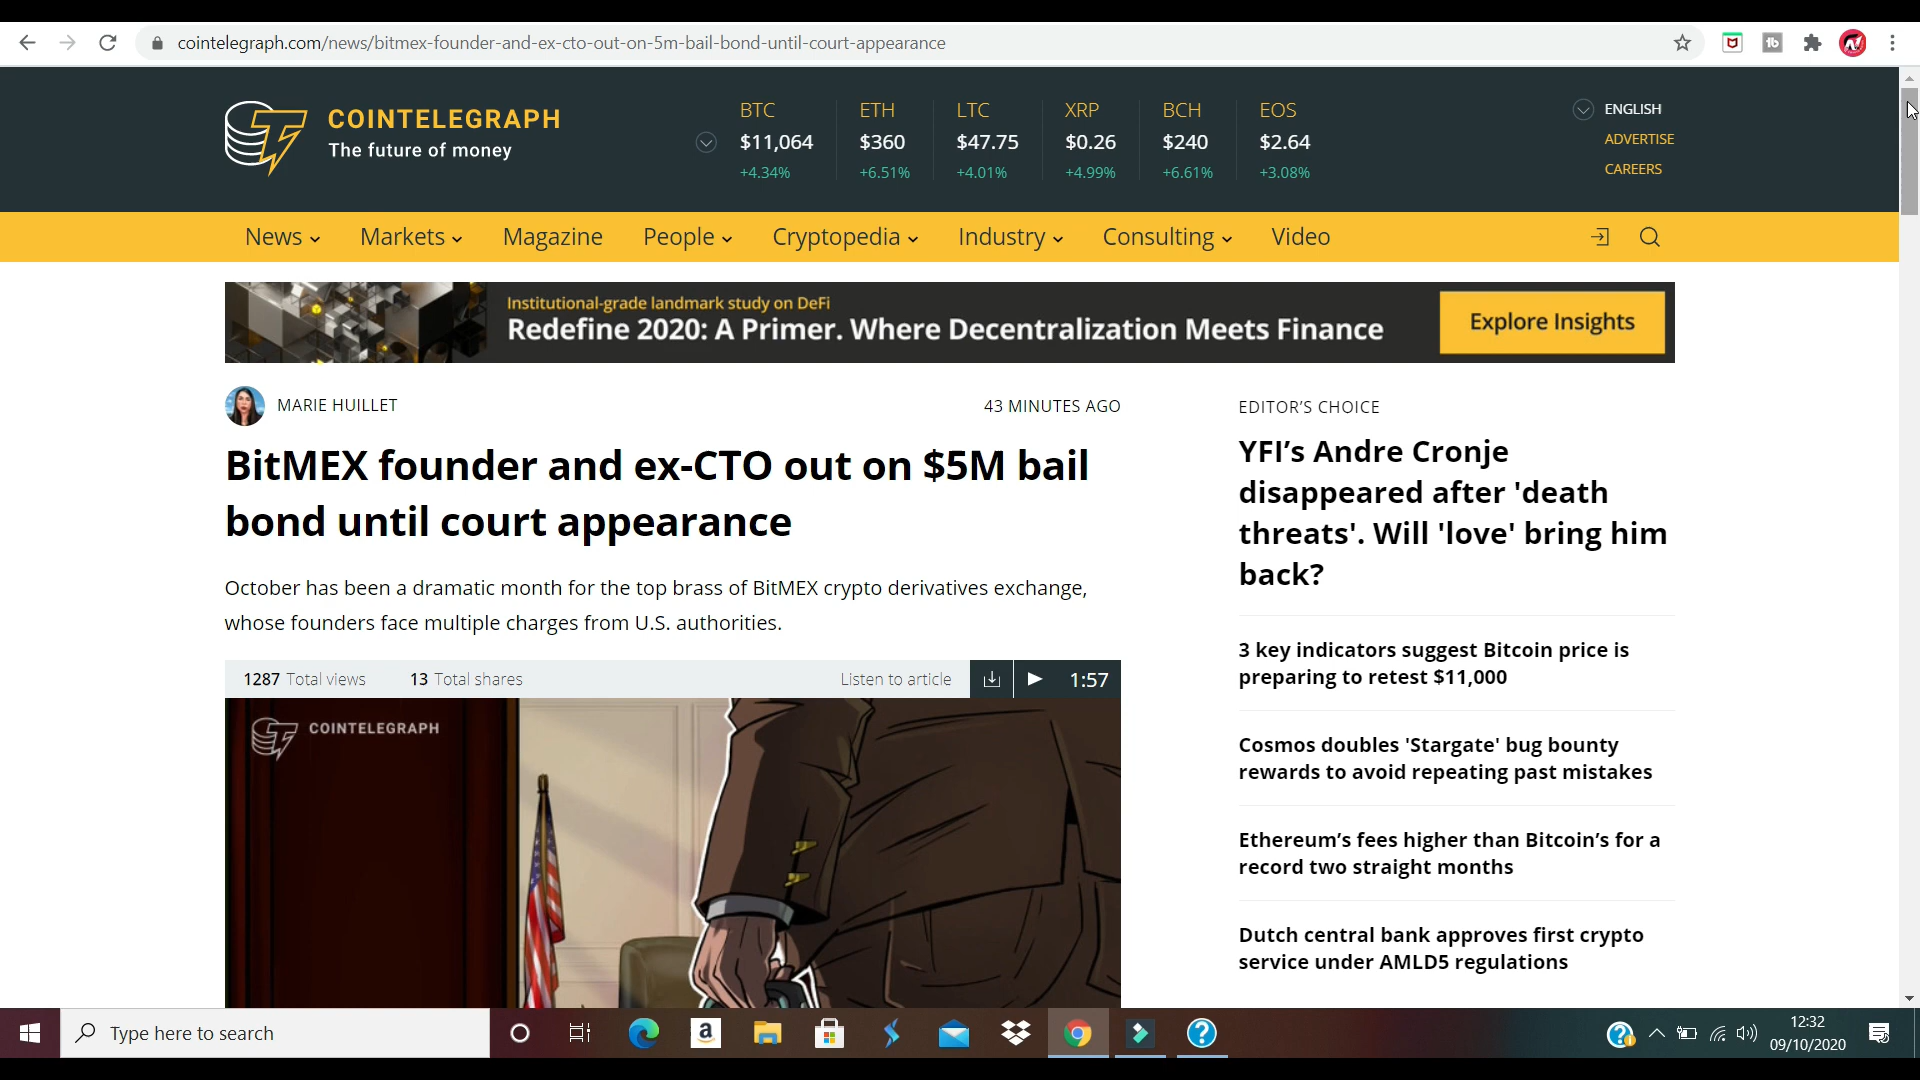 cointelegraph.com/news/bitmex-founder-and-ex-cto-out-on-5m-bail-bond-until-court-appearance
COINTELEGRAPH
The future of money
BTC ETH LTC XRP BCH EOS
$11,064 $360 $47.75 $0.26 $240 $2.64
+4.34% +6.51% +4.01% +4.99% +6.61% +3.08%
ENGLISH
ADVERTISE
CAREERS
News Markets Magazine People Cryptopedia Industry Consulting Video
Institutional-grade landmark study on DeFi
Redefine 2020: A Primer. Where Decentralization Meets Finance
Explore Insights
MARIE HUILLET
43 MINUTES AGO
BitMEX founder and ex-CTO out on $5M bail
bond until court appearance
October has been a dramatic month for the top brass of BitMEX crypto derivatives exchange,
whose founders face multiple charges from U.S. authorities.
1287 Total views 13 Total shares Listen to article 1:57
COINTELEGRAPH
EDITOR'S CHOICE
YFI's Andre Cronje
disappeared after 'death
threats'. Will 'love' bring him
back?
3 key indicators suggest Bitcoin price is
preparing to retest $11,000
Cosmos doubles 'Stargate' bug bounty
rewards to avoid repeating past mistakes
Ethereum's fees higher than Bitcoin's for a
record two straight months
Dutch central bank approves first crypto
service under AMLD5 regulations
Type here to search
12:32
09/10/2020